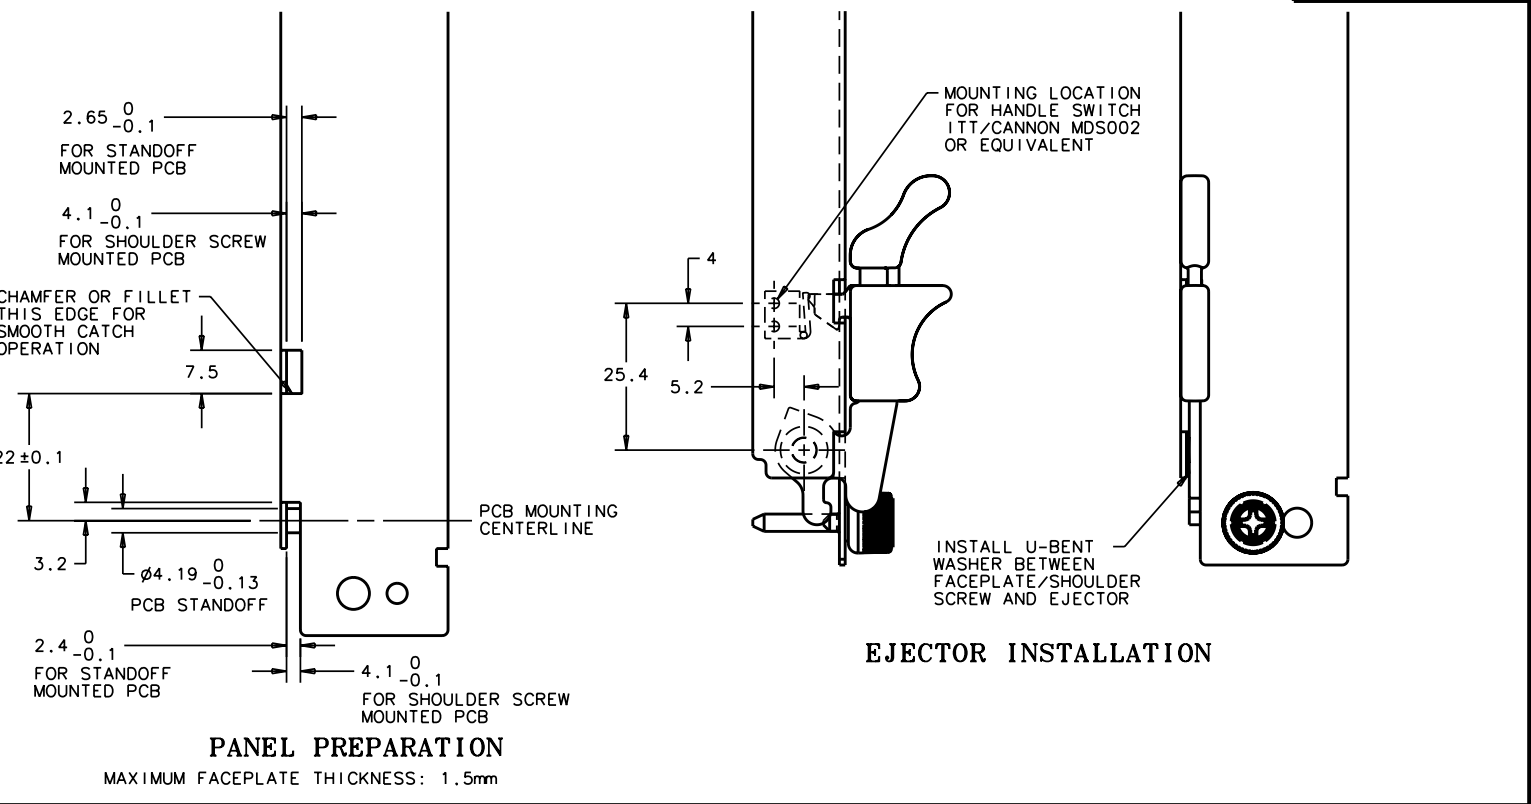 2.65 0 -0.1
FOR STANDOFF
MOUNTED PCB
4.1 0 -0.1
FOR SHOULDER SCREW
MOUNTED PCB
CHAMFER OR FILLET
THIS EDGE FOR
SMOOTH CATCH
OPERATION
7.5
22±0.1
3.2
ø4.19 0 -0.13
PCB STANDOFF
PCB MOUNTING
CENTERLINE
2.4 0 -0.1
FOR STANDOFF
MOUNTED PCB
4.1 0 -0.1
FOR SHOULDER SCREW
MOUNTED PCB
PANEL PREPARATION
MAXIMUM FACEPLATE THICKNESS: 1.5mm
MOUNTING LOCATION
FOR HANDLE SWITCH
ITT/CANNON MDS002
OR EQUIVALENT
4
25.4
5.2
INSTALL U-BENT
WASHER BETWEEN
FACEPLATE/SHOULDER
SCREW AND EJECTOR
EJECTOR INSTALLATION